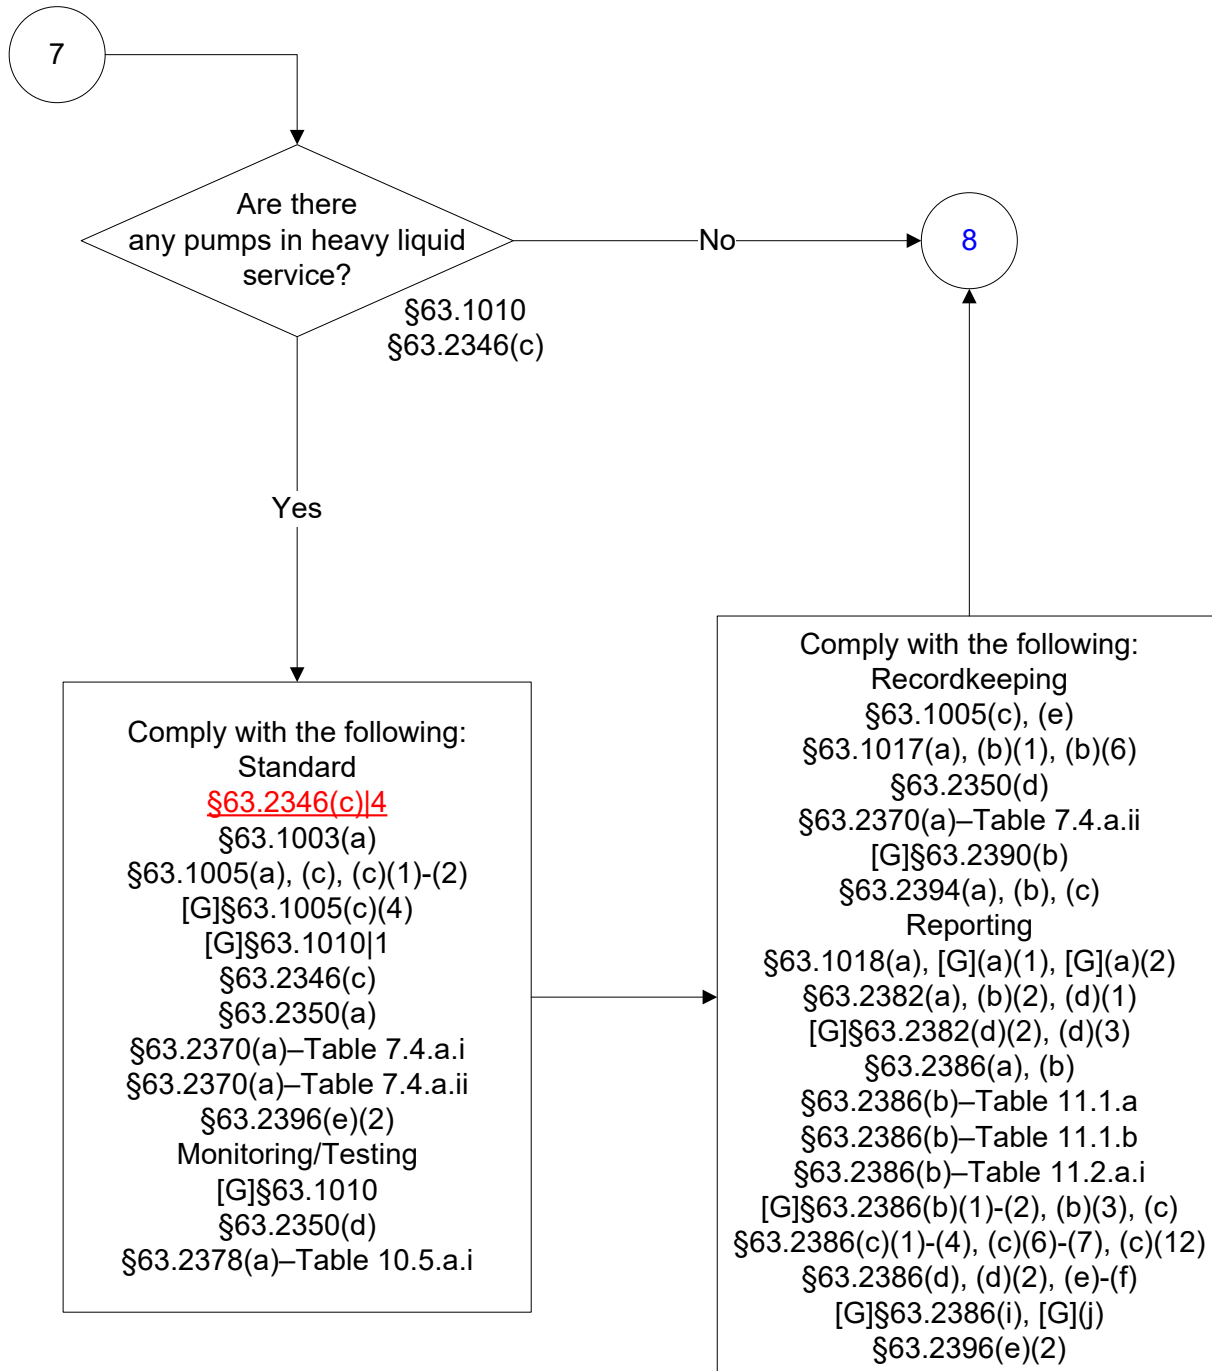 7
Are there
any pumps in heavy liquid
service?
§63.1010
§63.2346(c)
No
8
Yes
Comply with the following:
Standard
§63.2346(c)|4
§63.1003(a)
§63.1005(a), (c), (c)(1)-(2)
[G]§63.1005(c)(4)
[G]§63.1010|1
§63.2346(c)
§63.2350(a)
§63.2370(a)–Table 7.4.a.i
§63.2370(a)–Table 7.4.a.ii
§63.2396(e)(2)
Monitoring/Testing
[G]§63.1010
§63.2350(d)
§63.2378(a)–Table 10.5.a.i
Comply with the following:
Recordkeeping
§63.1005(c), (e)
§63.1017(a), (b)(1), (b)(6)
§63.2350(d)
§63.2370(a)–Table 7.4.a.ii
[G]§63.2390(b)
§63.2394(a), (b), (c)
Reporting
§63.1018(a), [G](a)(1), [G](a)(2)
§63.2382(a), (b)(2), (d)(1)
[G]§63.2382(d)(2), (d)(3)
§63.2386(a), (b)
§63.2386(b)–Table 11.1.a
§63.2386(b)–Table 11.1.b
§63.2386(b)–Table 11.2.a.i
[G]§63.2386(b)(1)-(2), (b)(3), (c)
§63.2386(c)(1)-(4), (c)(6)-(7), (c)(12)
§63.2386(d), (d)(2), (e)-(f)
[G]§63.2386(i), [G](j)
§63.2396(e)(2)